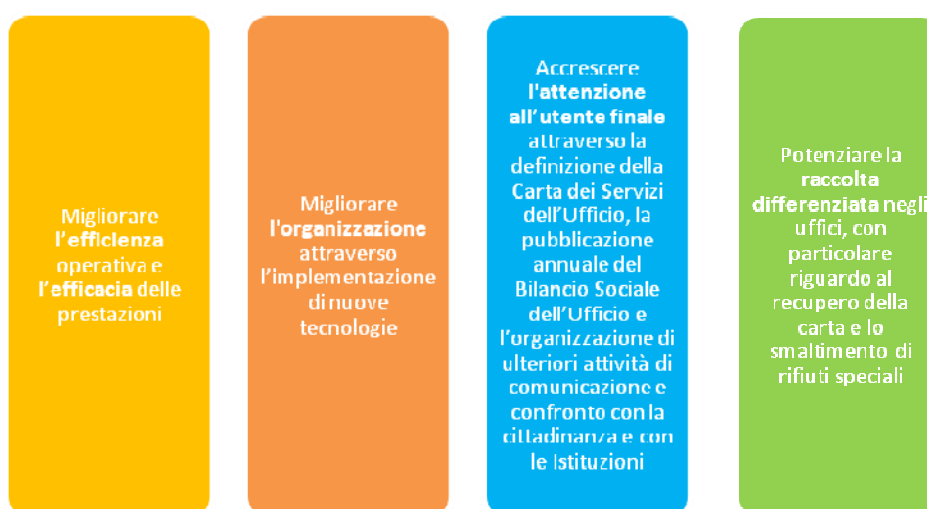 Migliorare
l'efficienza
operativa e
l'efficacia delle
prestazioni
Migliorare
l'organizzazione
attraverso
l'implementazione
di nuove
tecnologie
Accrescere
l'attenzione
all'utente finale
attraverso la
definizione della
Carta dei Servizi
dell'Ufficio, la
pubblicazione
annuale del
Bilancio Sociale
dell'Ufficio e
l'organizzazione di
ulteriori attività di
comunicazione e
confronto con la
cittadinanza e con
le Istituzioni
Potenziare la
raccolta
differenziata negli
uffici, con
particolare
riguardo al
recupero della
carta e lo
smaltimento di
rifiuti speciali